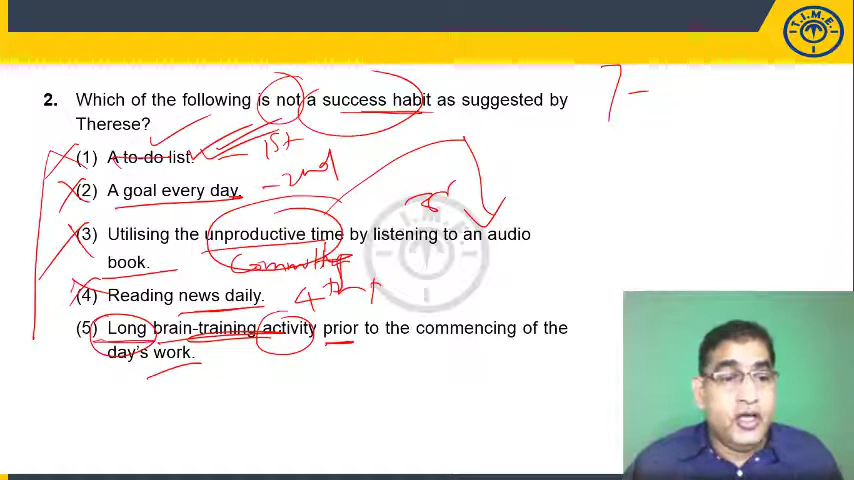 T.I.M.E.
2. Which of the following is not a success habit as suggested by
Therese?
(1) A to-do list. 1st
(2) A goal every day. - 2nd
(3) Utilising the unproductive time by listening to an audio
book.
(4) Reading news daily. 4th
(5) Long brain-training activity prior to the commencing of the
day's work.
7-